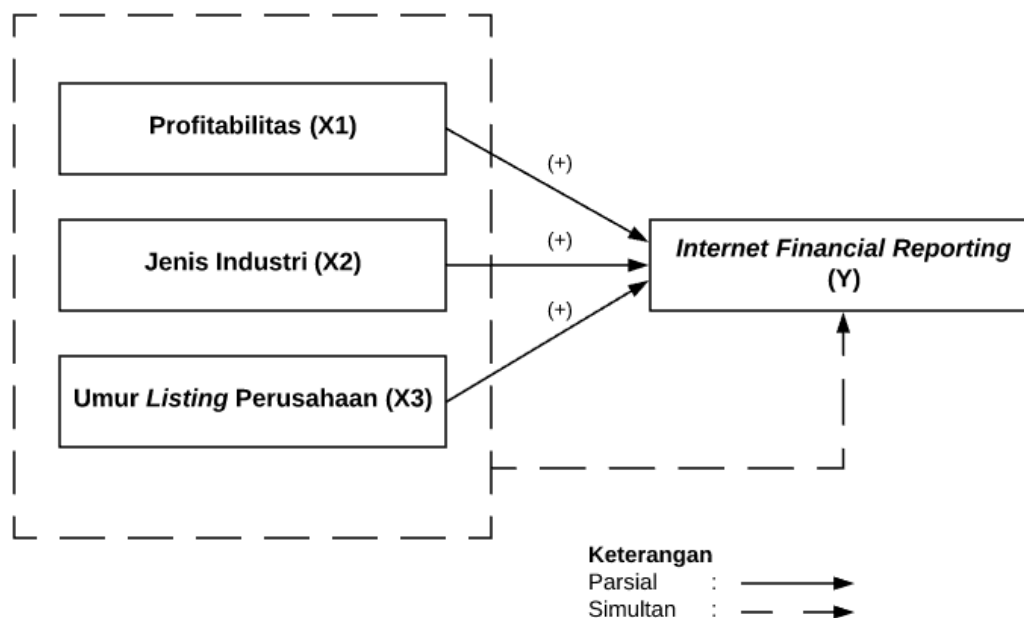 Profitabilitas (X1)
(+)
Jenis Industri (X2)
(+)
Internet Financial Reporting
(Y)
(+)
Umur Listing Perusahaan (X3)
Keterangan
Parsial :
Simultan :